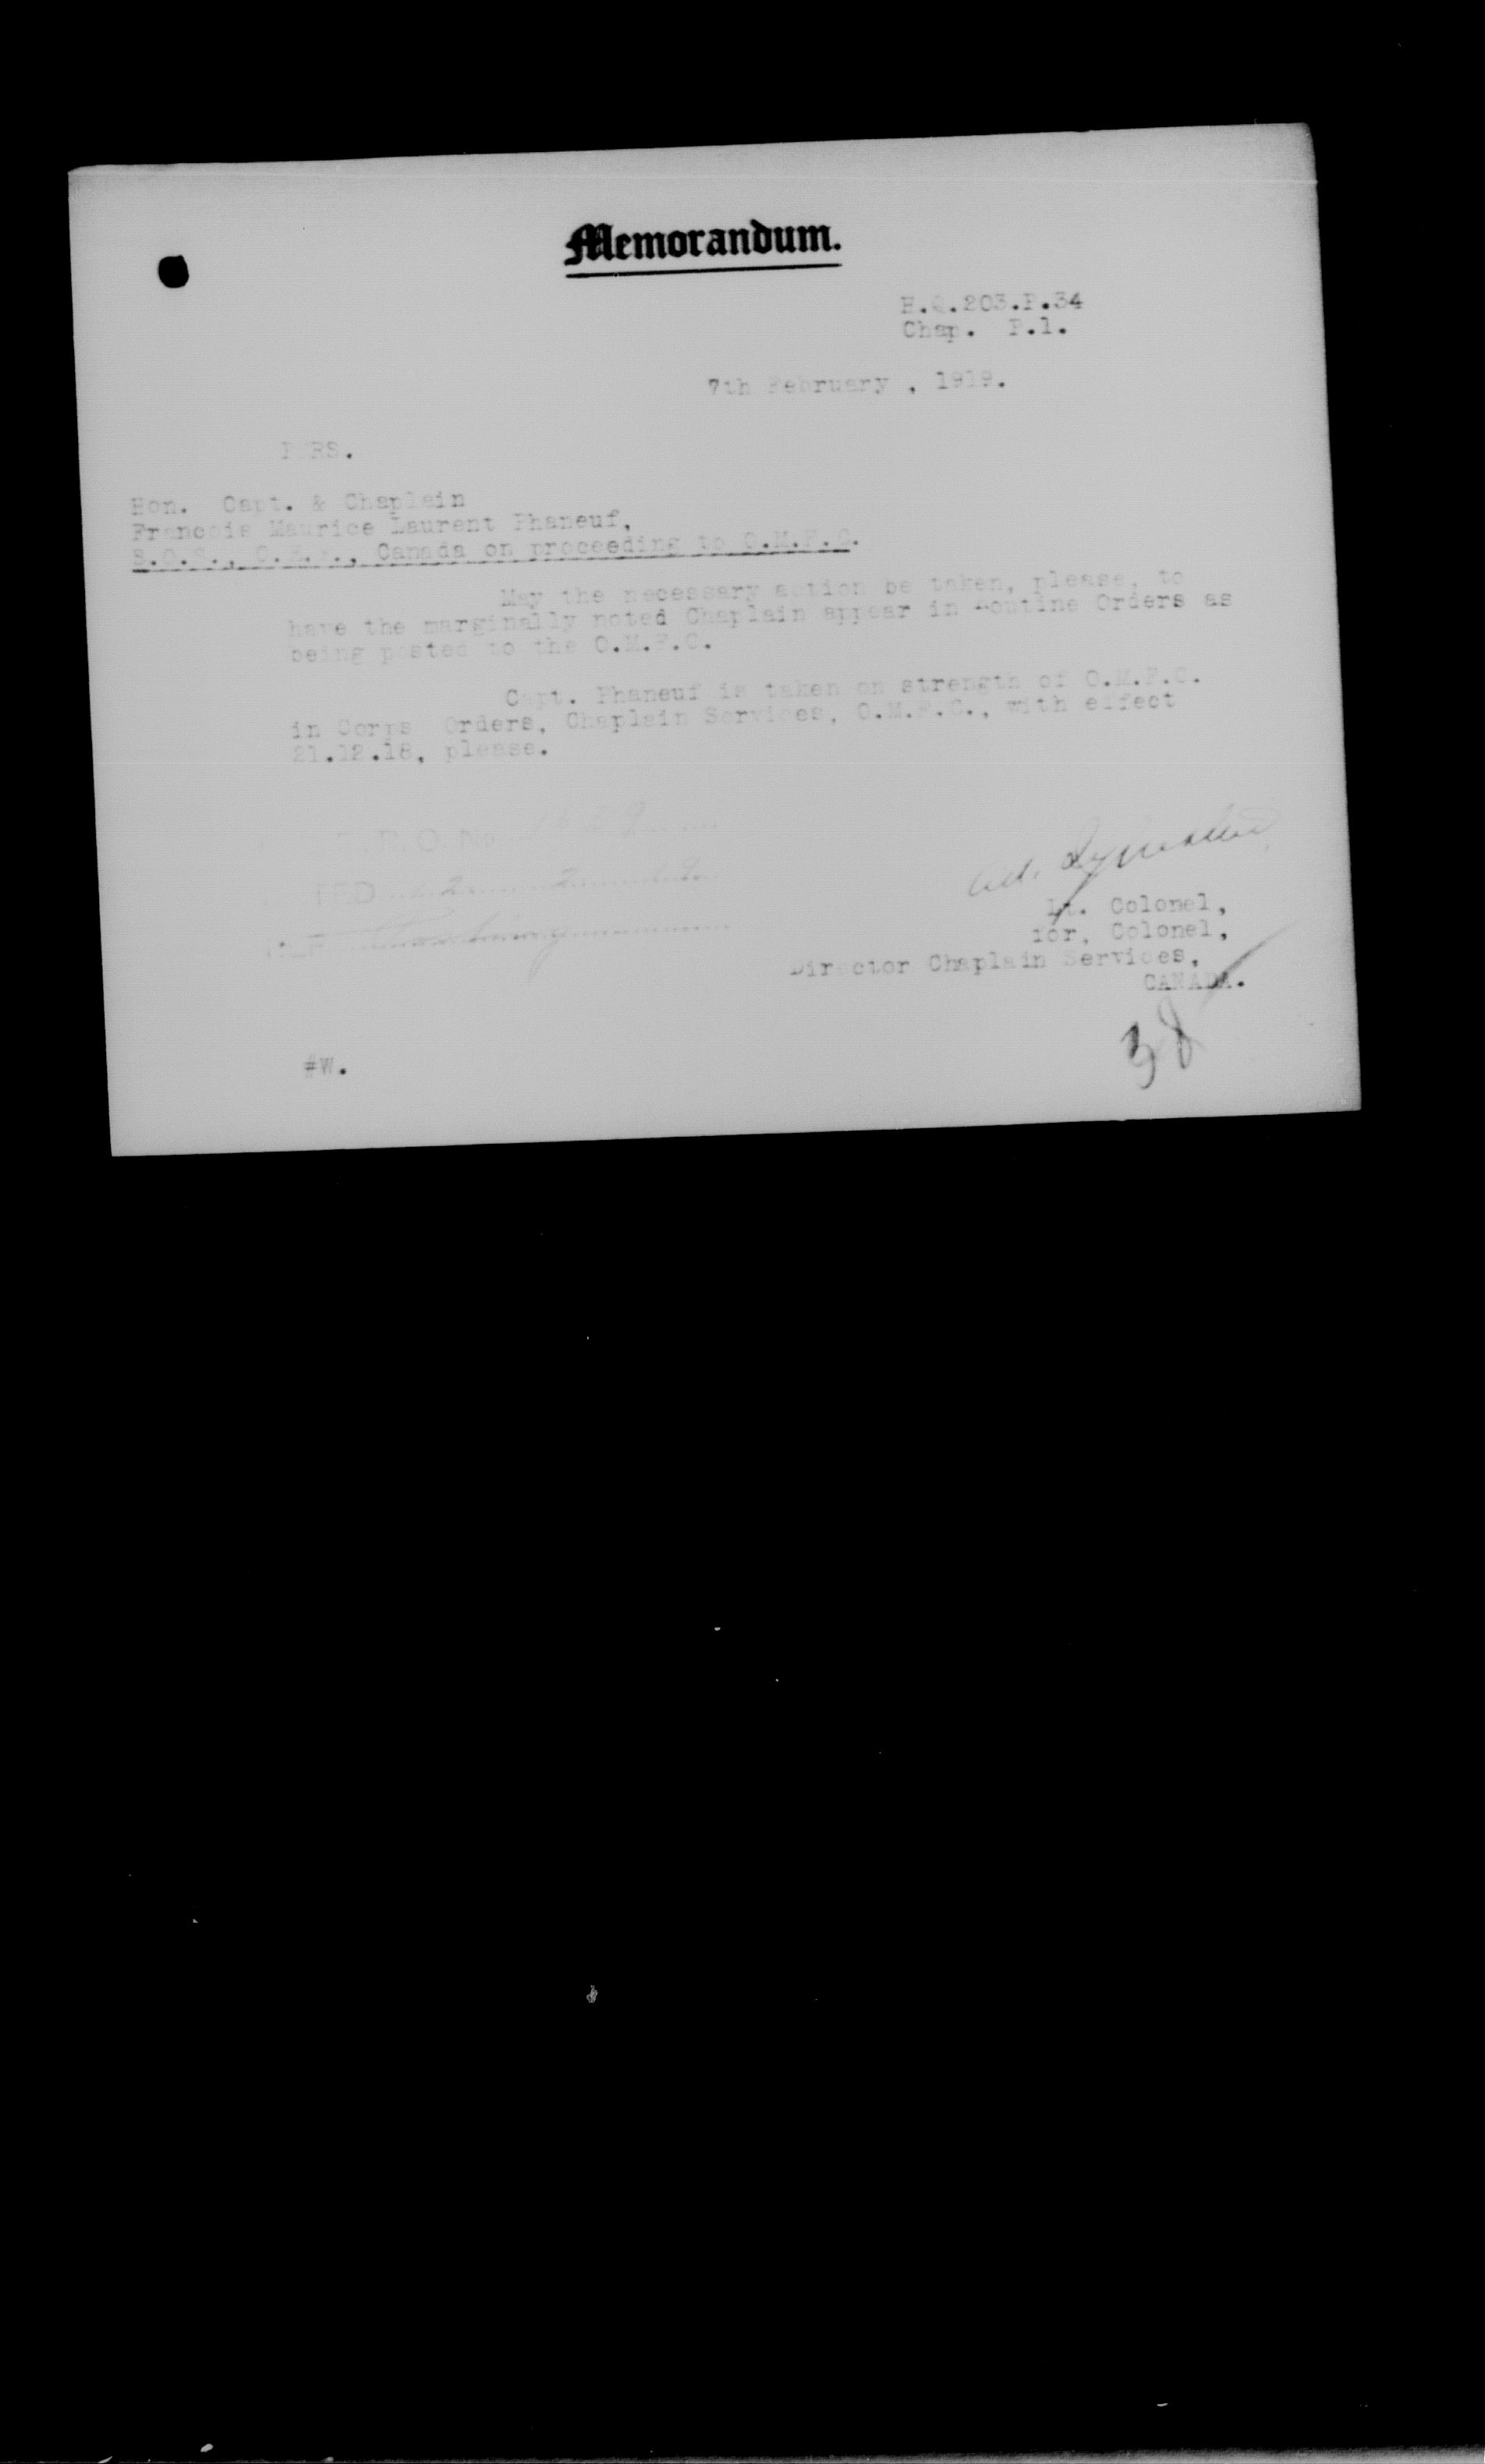 Memorandum.
H.Q.203.P.34
Chap. P.1.
7th February , 1919.
Hon. Capt. & Chaplain
Francois Maurice Laurent Phaneuf,
S.O.S., C.E.F., Canada on proceeding to O.M.F.C.
May the necessary action be taken, please, to
have the marginally noted Chaplain appear in Routine Orders as
being posted to the O.M.F.C.
Capt. Phaneuf is taken on strength of O.M.F.C.
in Corps Orders, Chaplain Services, O.M.F.C., with effect
21.12.18, please.
R.O. No.
Lt. Colonel,
for, Colonel,
Director Chaplain Services,
CANADA.
38
#W.